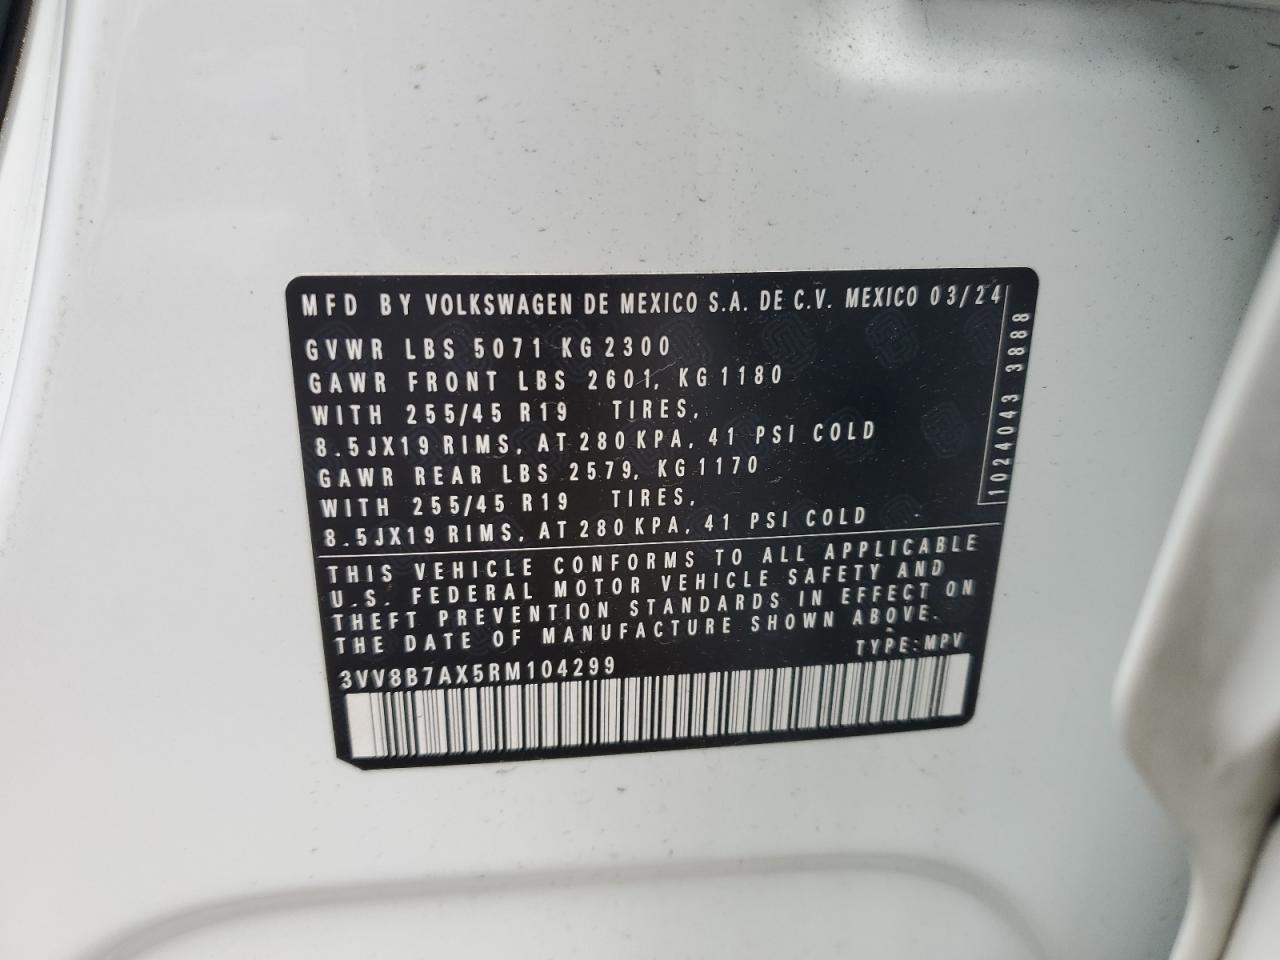 MFD BY VOLKSWAGEN DE MEXICO S.A. DE C.V. MEXICO 03/24
GVWR LBS 5071 KG 2300
GAWR FRONT LBS 2601, KG 1180
WITH 255/45 R19 TIRES,
8.5JX19 RIMS, AT 280 KPA, 41 PSI COLD
GAWR REAR LBS 2579, KG 1170
WITH 255/45 R19 TIRES,
8.5JX19 RIMS, AT 280 KPA, 41 PSI COLD
1024043 3888
THIS VEHICLE CONFORMS TO ALL APPLICABLE
U.S. FEDERAL MOTOR VEHICLE SAFETY AND
THEFT PREVENTION STANDARDS IN EFFECT ON
THE DATE OF MANUFACTURE SHOWN ABOVE.
TYPE: MPV
3VV8B7AX5RM104299